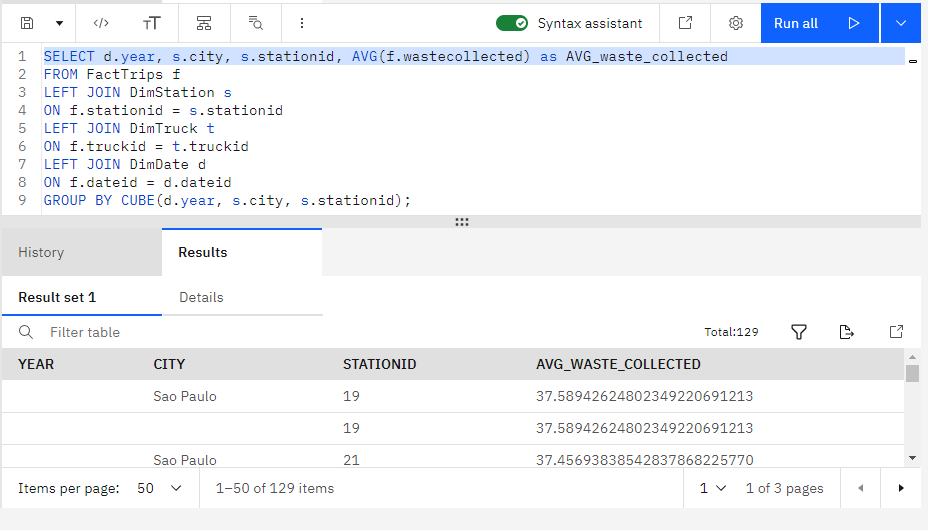 </> TT Syntax assistant Run all
1 SELECT d.year, s.city, s.stationid, AVG(f.wastecollected) as AVG_waste_collected
2 FROM FactTrips f
3 LEFT JOIN DimStation s
4 ON f.stationid = s.stationid
5 LEFT JOIN DimTruck t
6 ON f.truckid = t.truckid
7 LEFT JOIN DimDate d
8 ON f.dateid = d.dateid
9 GROUP BY CUBE(d.year, s.city, s.stationid);
History Results
Result set 1 Details
Filter table Total:129
YEAR CITY STATIONID AVG_WASTE_COLLECTED
Sao Paulo 19 37.58942624802349220691213
19 37.58942624802349220691213
Sao Paulo 21 37.45693838542837868225770
Items per page: 50 1–50 of 129 items 1 1 of 3 pages